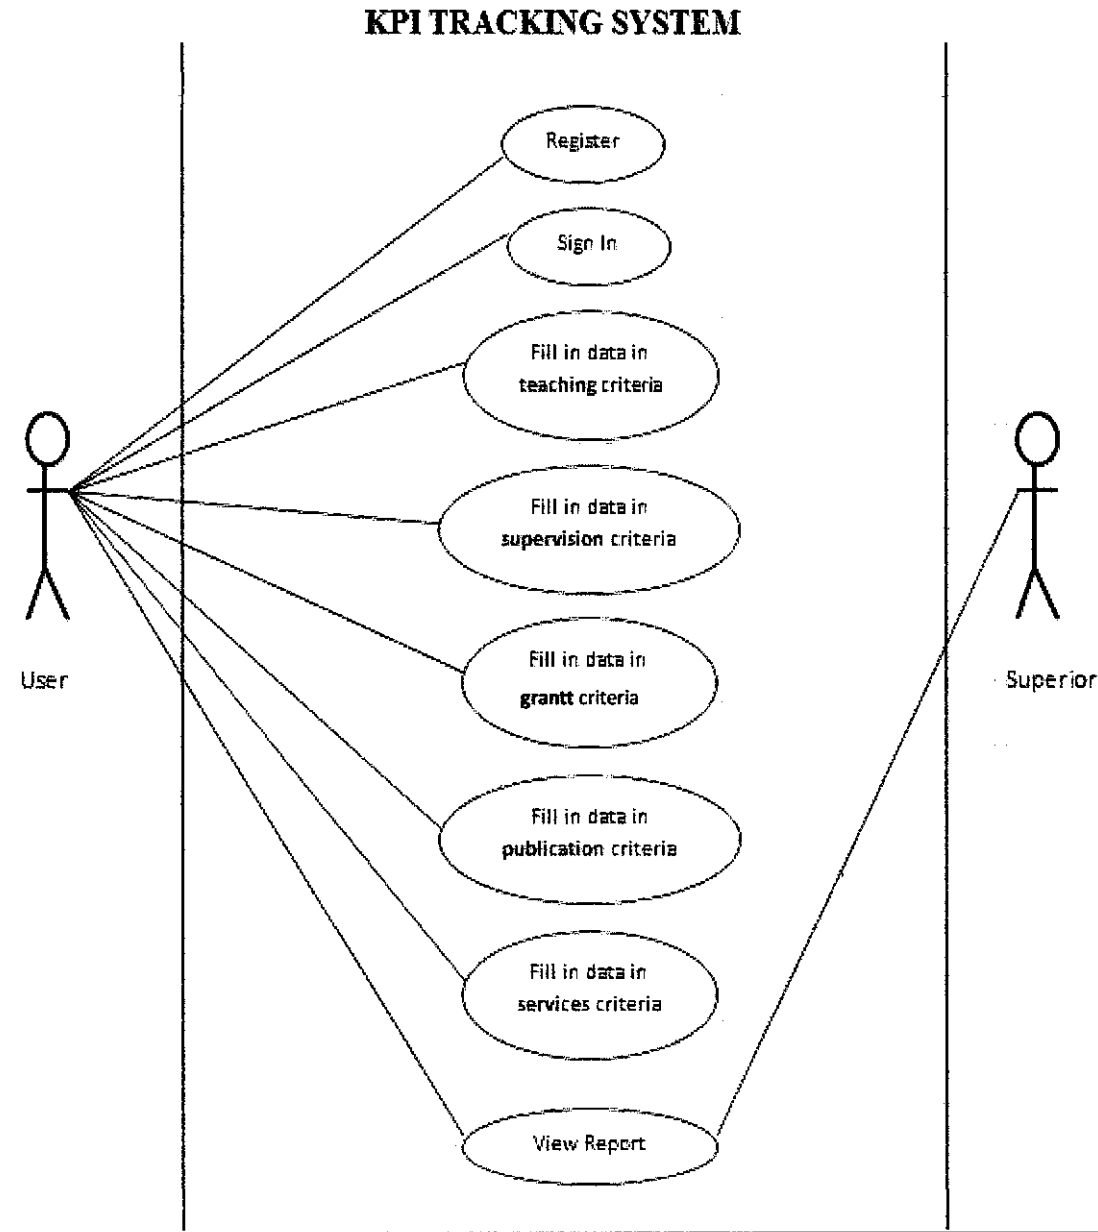 KPI TRACKING SYSTEM
Register
Sign In
Fill in data in
teaching criteria
Fill in data in
supervision criteria
User
Superior
Fill in data in
grantt criteria
Fill in data in
publication criteria
Fill in data in
services criteria
View Report